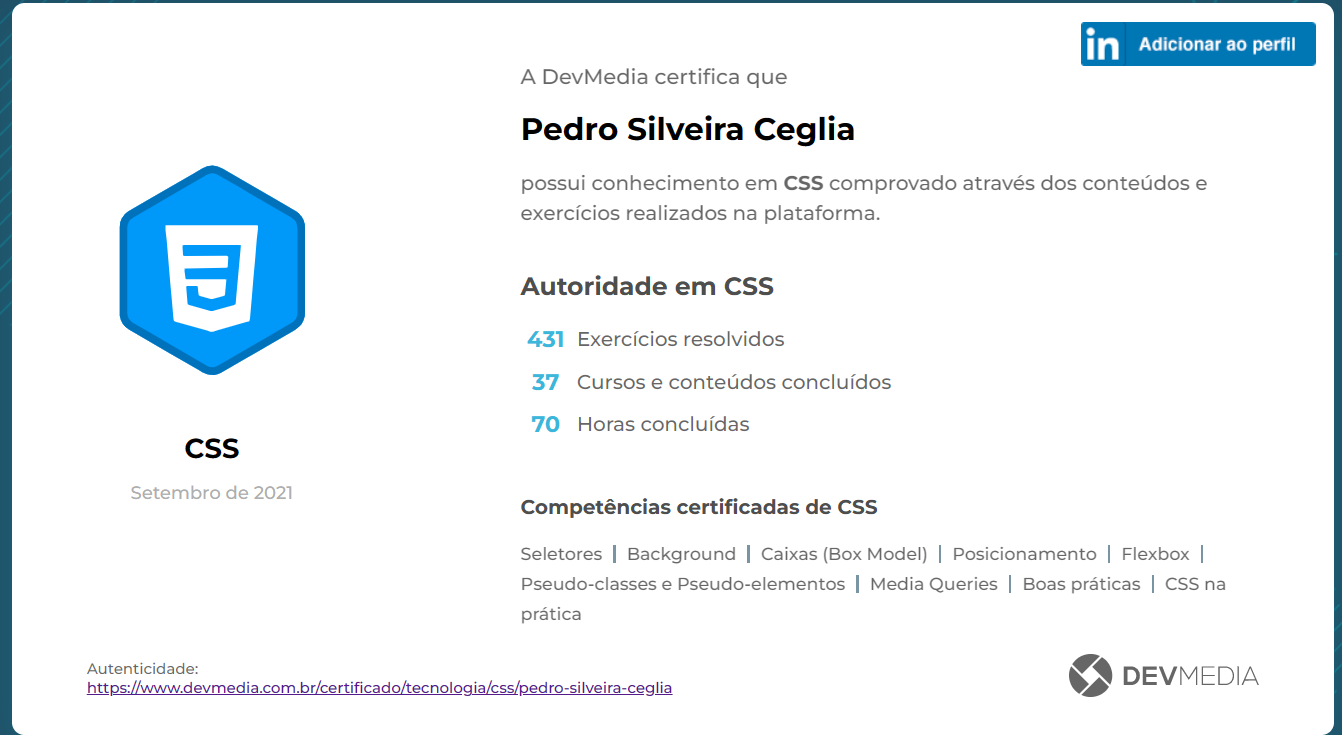 in Adicionar ao perfil
A DevMedia certifica que
Pedro Silveira Ceglia
possui conhecimento em CSS comprovado através dos conteúdos e
exercícios realizados na plataforma.
CSS
Setembro de 2021
Autoridade em CSS
431 Exercícios resolvidos
37 Cursos e conteúdos concluídos
70 Horas concluídas
Competências certificadas de CSS
Seletores | Background | Caixas (Box Model) | Posicionamento | Flexbox |
Pseudo-classes e Pseudo-elementos | Media Queries | Boas práticas | CSS na
prática
Autenticidade:
https://www.devmedia.com.br/certificado/tecnologia/css/pedro-silveira-ceglia
DEVMEDIA